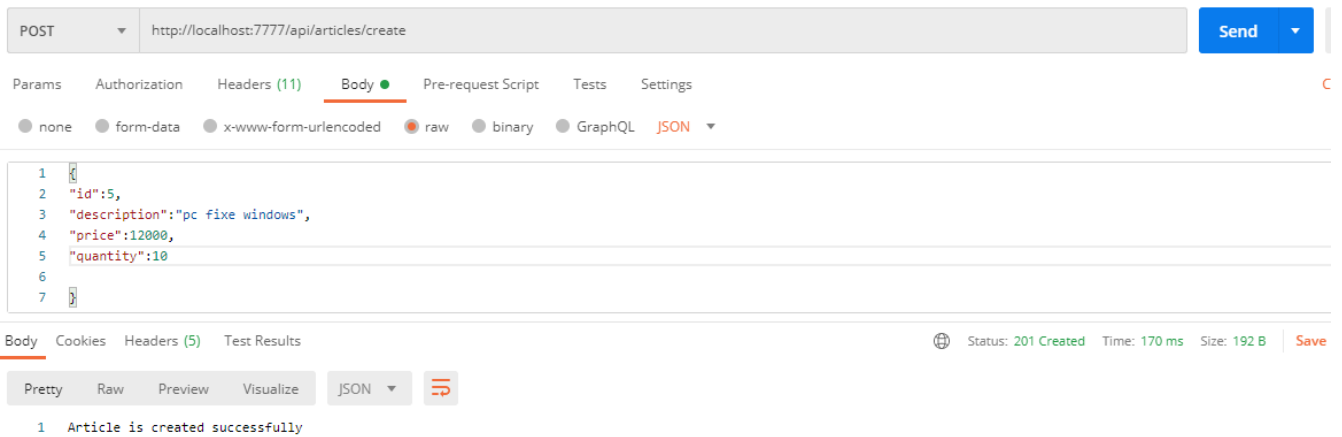 POST http://localhost:7777/api/articles/create Send
Params Authorization Headers (11) Body Pre-request Script Tests Settings
none form-data x-www-form-urlencoded raw binary GraphQL JSON
1 {
2 "id":5,
3 "description":"pc fixe windows",
4 "price":12000,
5 "quantity":10
6
7 }
Body Cookies Headers (5) Test Results Status: 201 Created Time: 170 ms Size: 192 B Save
Pretty Raw Preview Visualize JSON
1 Article is created successfully